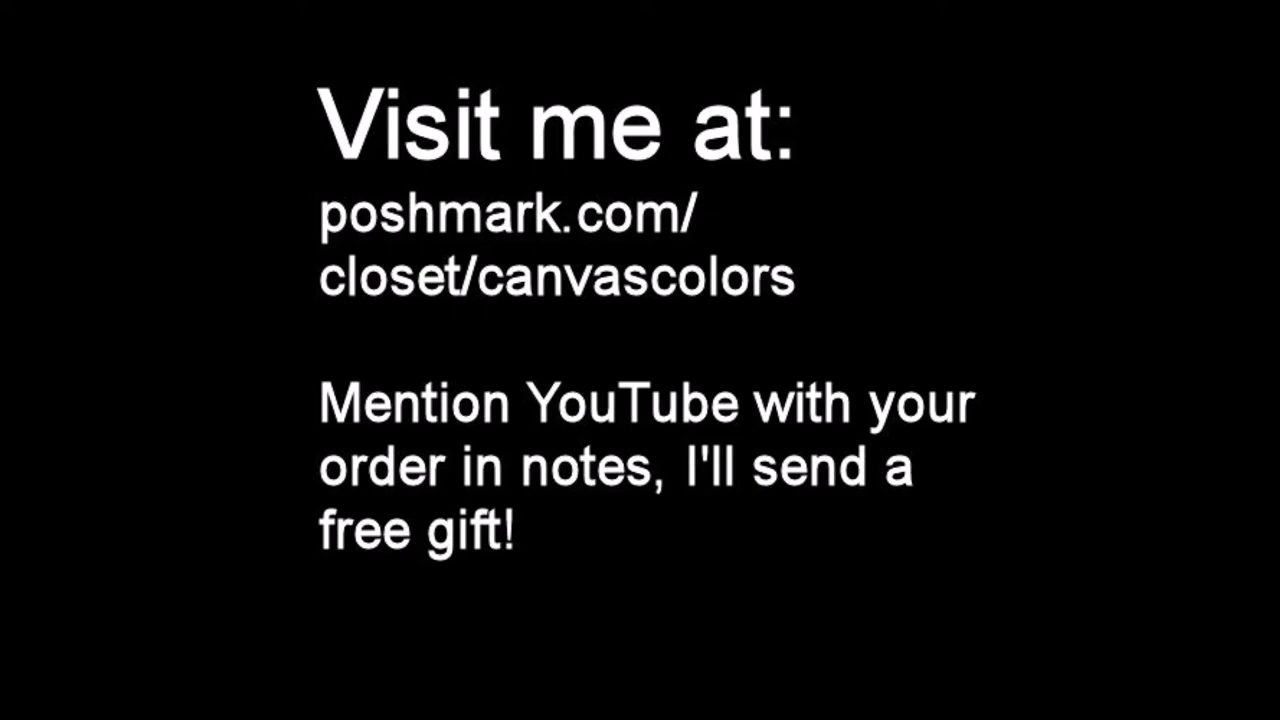 Visit me at:
poshmark.com/
closet/canvascolors
Mention YouTube with your
order in notes, I'll send a
free gift!